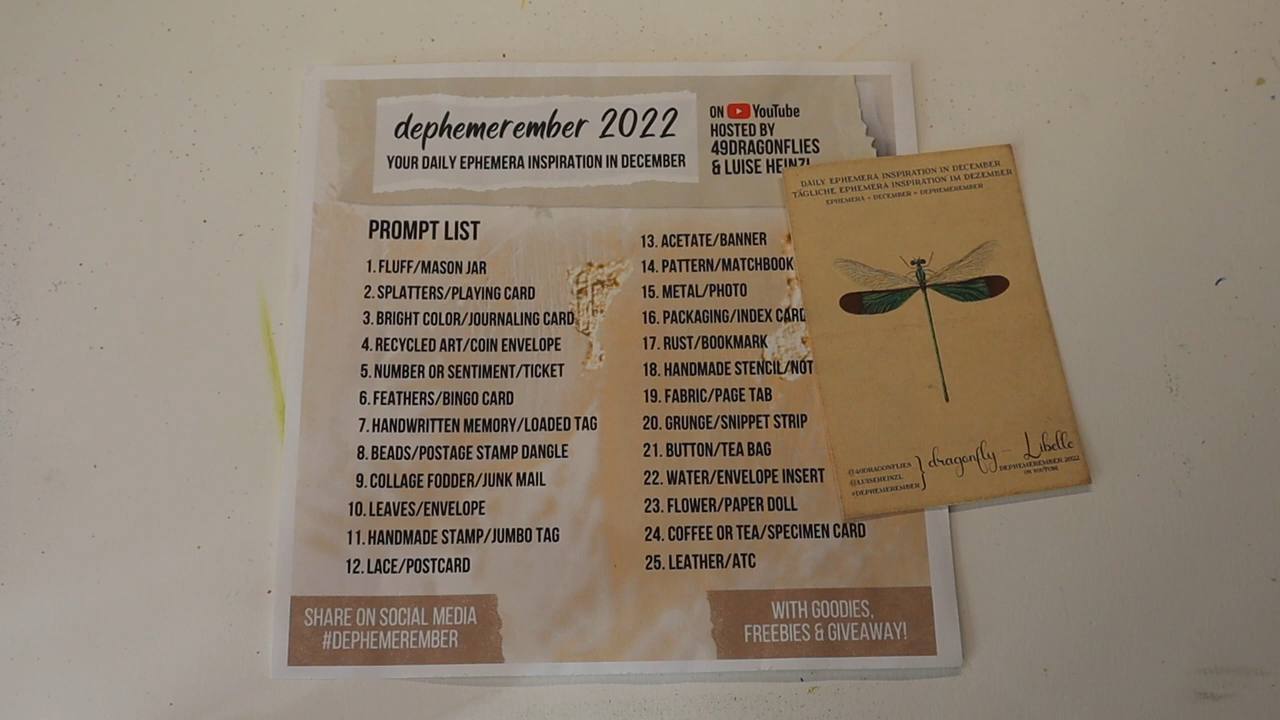 dephemerember 2022
YOUR DAILY EPHEMERA INSPIRATION IN DECEMBER
ON YouTube
HOSTED BY
49DRAGONFLIES
& LUISE HEINZL
PROMPT LIST
1. FLUFF/MASON JAR
2. SPLATTERS/PLAYING CARD
3. BRIGHT COLOR/JOURNALING CARD
4. RECYCLED ART/COIN ENVELOPE
5. NUMBER OR SENTIMENT/TICKET
6. FEATHERS/BINGO CARD
7. HANDWRITTEN MEMORY/LOADED TAG
8. BEADS/POSTAGE STAMP DANGLE
9. COLLAGE FODDER/JUNK MAIL
10. LEAVES/ENVELOPE
11. HANDMADE STAMP/JUMBO TAG
12. LACE/POSTCARD
13. ACETATE/BANNER
14. PATTERN/MATCHBOOK
15. METAL/PHOTO
16. PACKAGING/INDEX CARD
17. RUST/BOOKMARK
18. HANDMADE STENCIL/NOT
19. FABRIC/PAGE TAB
20. GRUNGE/SNIPPET STRIP
21. BUTTON/TEA BAG
22. WATER/ENVELOPE INSERT
23. FLOWER/PAPER DOLL
24. COFFEE OR TEA/SPECIMEN CARD
25. LEATHER/ATC
SHARE ON SOCIAL MEDIA
#DEPHEMEREMBER
WITH GOODIES,
FREEBIES & GIVEAWAY!
DAILY EPHEMERA INSPIRATION IN DECEMBER
TÄGLICHE EPHEMERA INSPIRATION IM DEZEMBER
EPHEMERA + DECEMBER = DEPHEMEREMBER
@49DRAGONFLIES
@LUISEHEINZL
#DEPHEMEREMBER
dragonfly – Libelle
DEPHEMEREMBER 2022
ON YOUTUBE